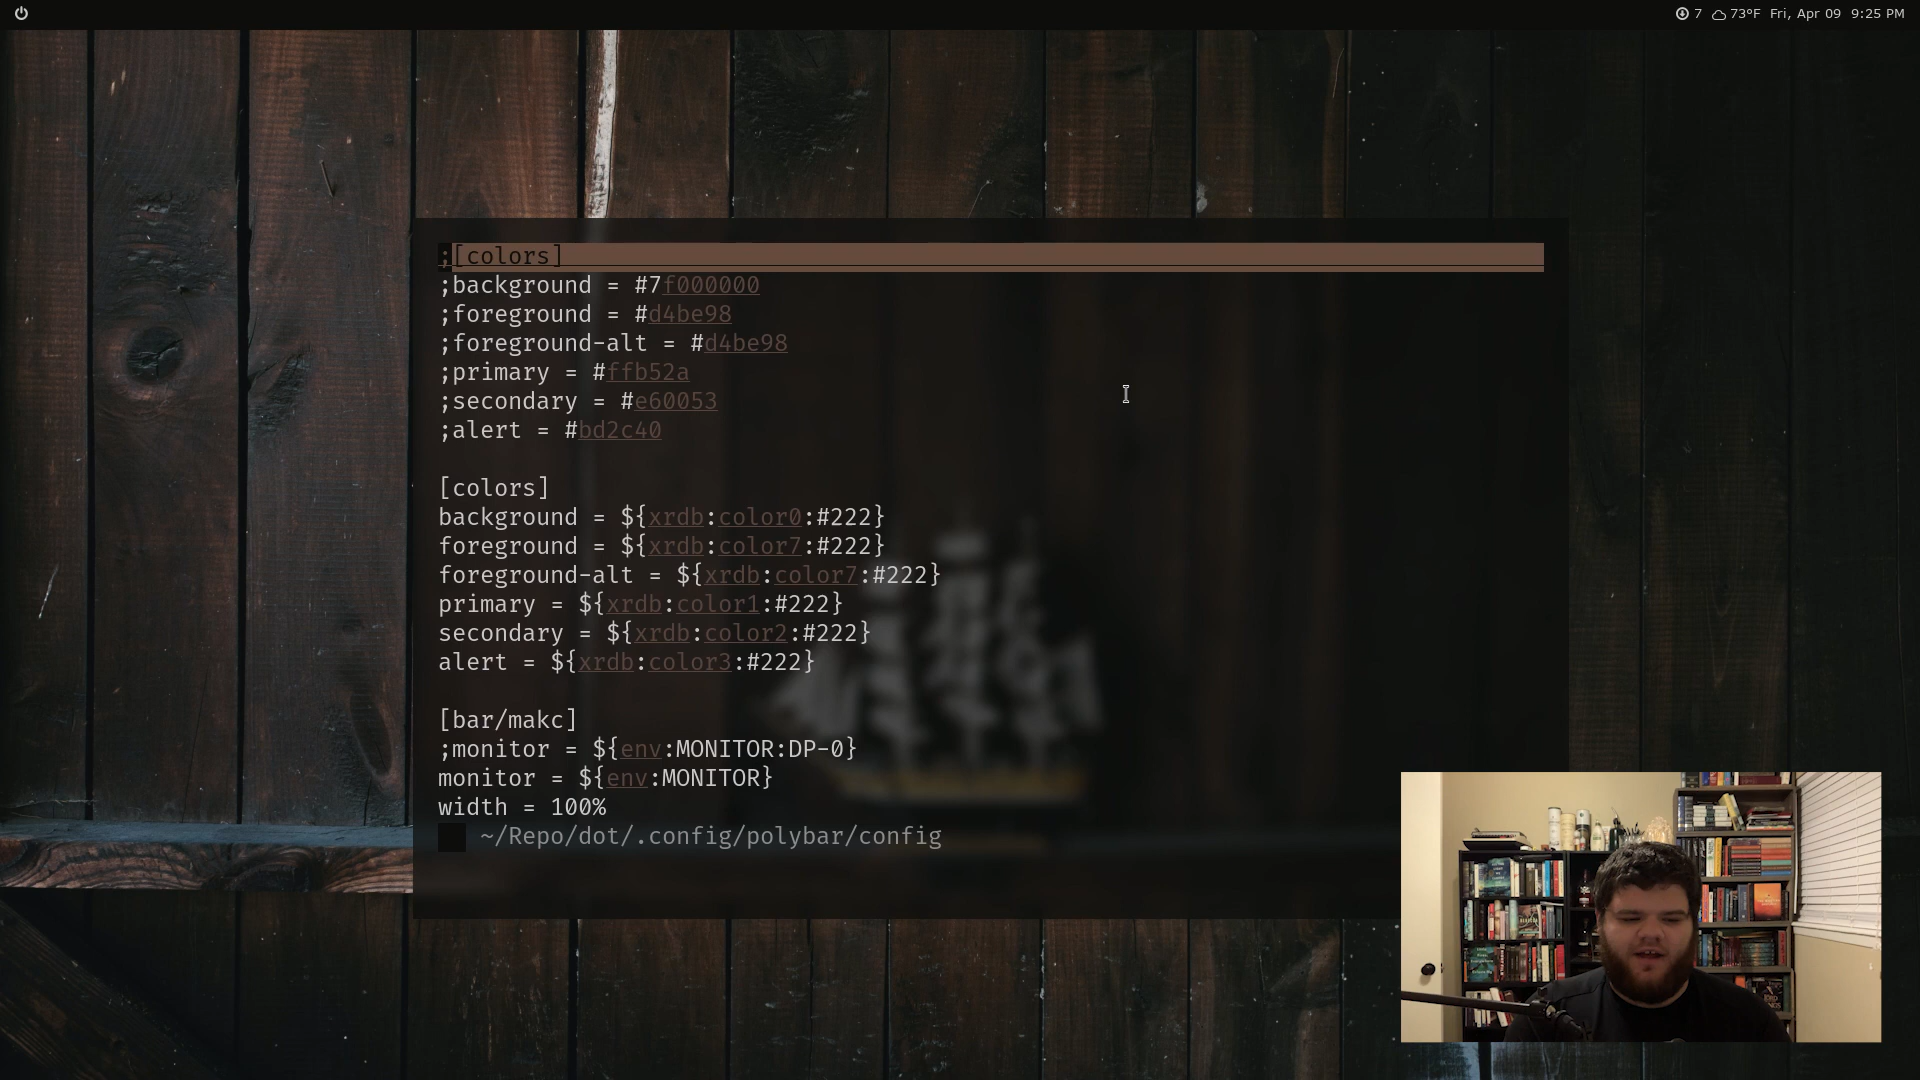 7 73°F Fri, Apr 09 9:25 PM
;[colors]
;background = #7f000000
;foreground = #d4be98
;foreground-alt = #d4be98
;primary = #ffb52a
;secondary = #e60053
;alert = #bd2c40
[colors]
background = ${xrdb:color0:#222}
foreground = ${xrdb:color7:#222}
foreground-alt = ${xrdb:color7:#222}
primary = ${xrdb:color1:#222}
secondary = ${xrdb:color2:#222}
alert = ${xrdb:color3:#222}
[bar/makc]
;monitor = ${env:MONITOR:DP-0}
monitor = ${env:MONITOR}
width = 100%
~/Repo/dot/.config/polybar/config